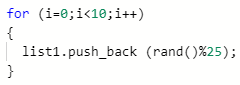 for (i=0;i<10;i++)
{
  list1.push_back (rand()%25);
}